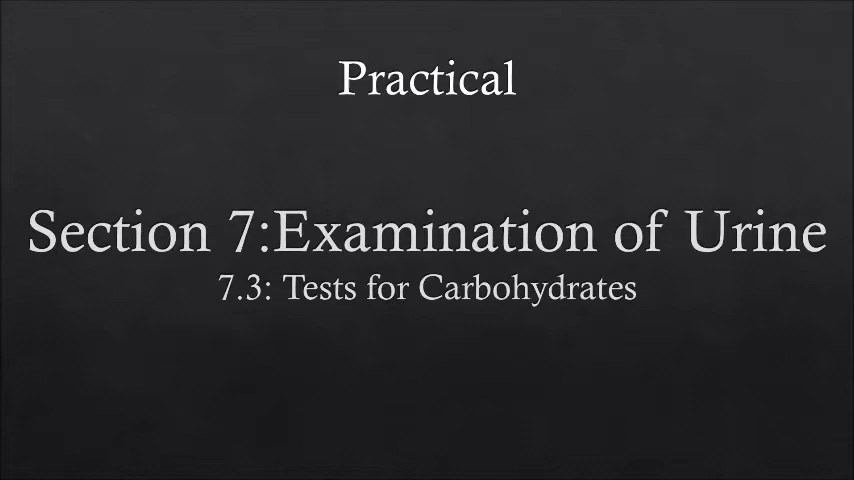 Practical
Section 7:Examination of Urine
7.3: Tests for Carbohydrates